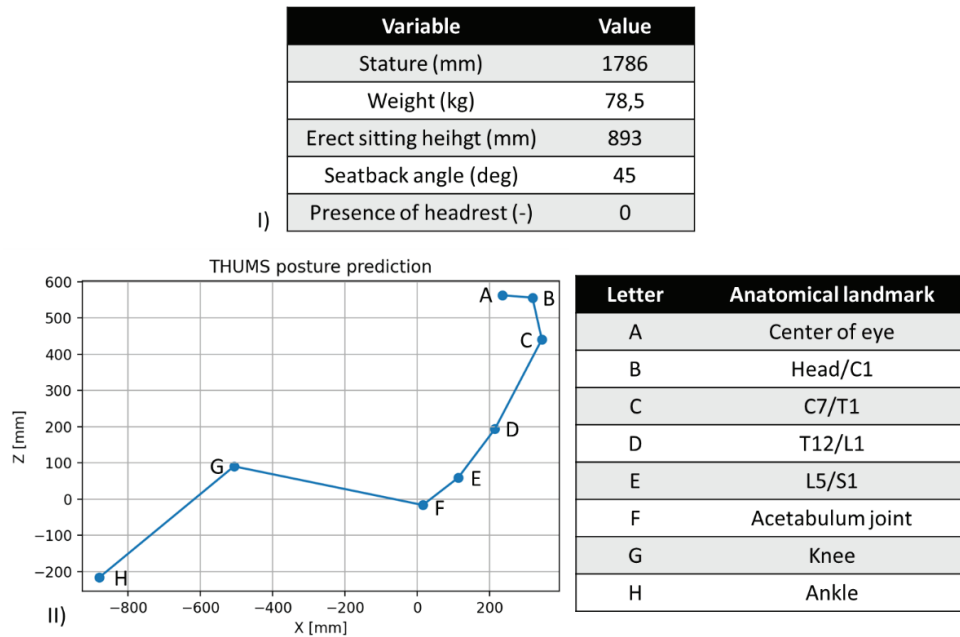 Variable Value
Stature (mm) 1786
Weight (kg) 78,5
Erect sitting heihgt (mm) 893
Seatback angle (deg) 45
Presence of headrest (-) 0
I)
THUMS posture prediction
600
500
400
300
200
100
0
−100
−200
Z [mm]
A
B
C
D
E
F
G
H
−800 −600 −400 −200 0 200
X [mm]
II)
Letter Anatomical landmark
A Center of eye
B Head/C1
C C7/T1
D T12/L1
E L5/S1
F Acetabulum joint
G Knee
H Ankle